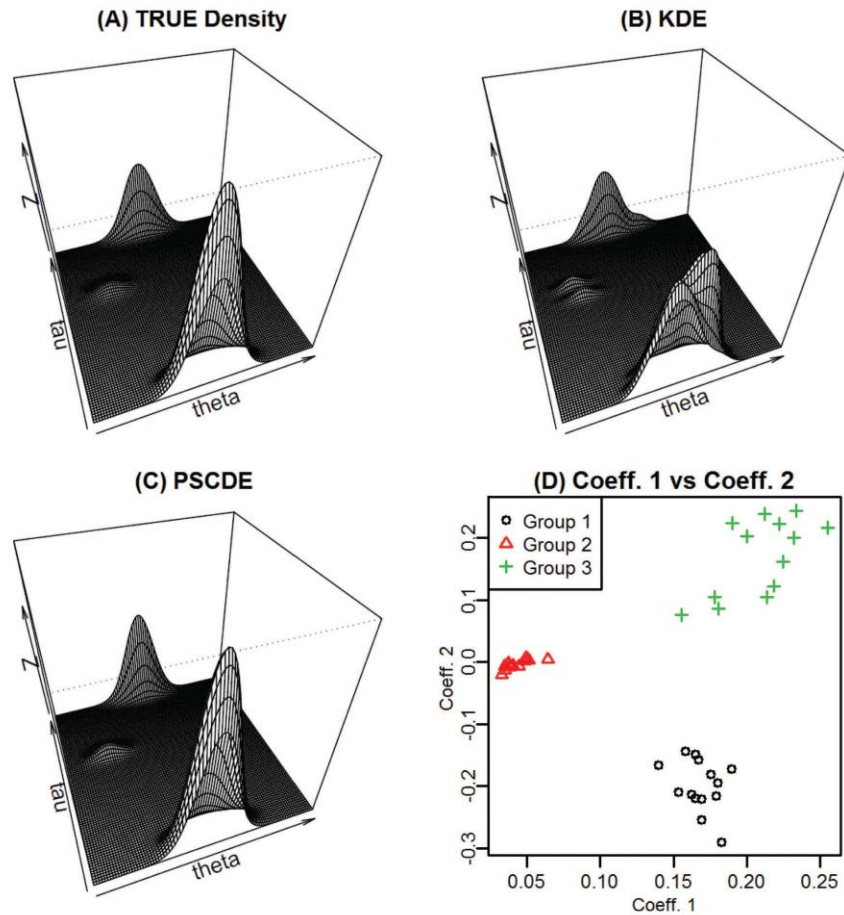 (A) TRUE Density
Z
tau
theta
(B) KDE
Z
tau
theta
(C) PSCDE
Z
tau
theta
(D) Coeff. 1 vs Coeff. 2
Group 1
Group 2
Group 3
Coeff. 2
0.2
0.1
0.0
-0.1
-0.2
-0.3
0.05 0.10 0.15 0.20 0.25
Coeff. 1